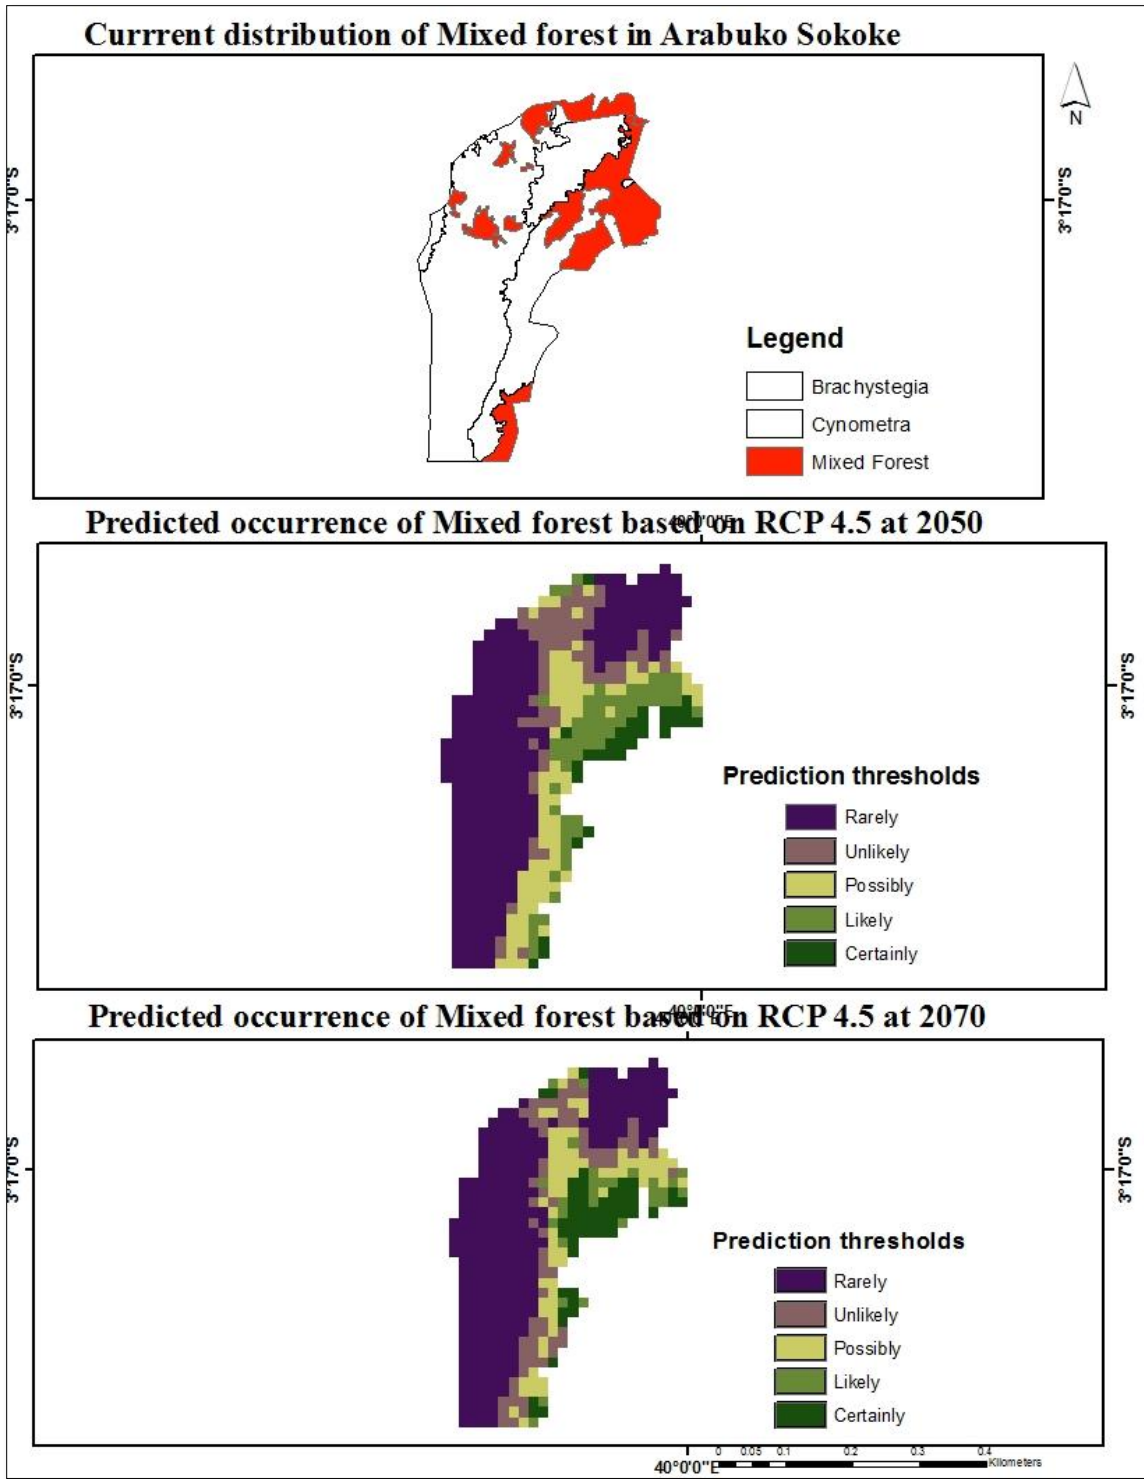 Currrent distribution of Mixed forest in Arabuko Sokoke
N
3°17'0"S
3°17'0"S
Legend
Brachystegia
Cynometra
Mixed Forest
Predicted occurrence of Mixed forest based on RCP 4.5 at 2050
40°0'0"E
3°17'0"S
3°17'0"S
Prediction thresholds
Rarely
Unlikely
Possibly
Likely
Certainly
Predicted occurrence of Mixed forest based on RCP 4.5 at 2070
3°17'0"S
3°17'0"S
Prediction thresholds
Rarely
Unlikely
Possibly
Likely
Certainly
0 0.05 0.1 0.2 0.3 0.4
Kilometers
40°0'0"E